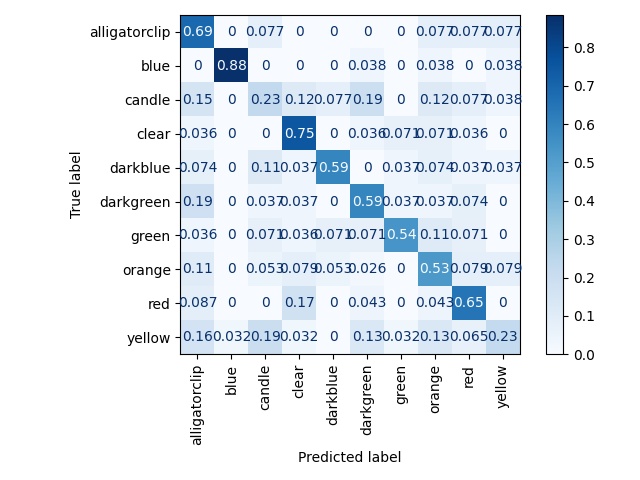 alligatorclip 0.69 0 0.077 0 0 0 0 0.077 0.077 0.077
blue 0 0.88 0 0 0 0.038 0 0.038 0 0.038
candle 0.15 0 0.23 0.12 0.077 0.19 0 0.12 0.077 0.038
clear 0.036 0 0 0.75 0 0.036 0.071 0.071 0.036 0
darkblue 0.074 0 0.11 0.037 0.59 0 0.037 0.074 0.037 0.037
darkgreen 0.19 0 0.037 0.037 0 0.59 0.037 0.037 0.074 0
green 0.036 0 0.071 0.036 0.071 0.071 0.54 0.11 0.071 0
orange 0.11 0 0.053 0.079 0.053 0.026 0 0.53 0.079 0.079
red 0.087 0 0 0.17 0 0.043 0 0.043 0.65 0
yellow 0.16 0.032 0.19 0.032 0 0.13 0.032 0.13 0.065 0.23
alligatorclip blue candle clear darkblue darkgreen green orange red yellow
Predicted label
True label
0.8
0.7
0.6
0.5
0.4
0.3
0.2
0.1
0.0